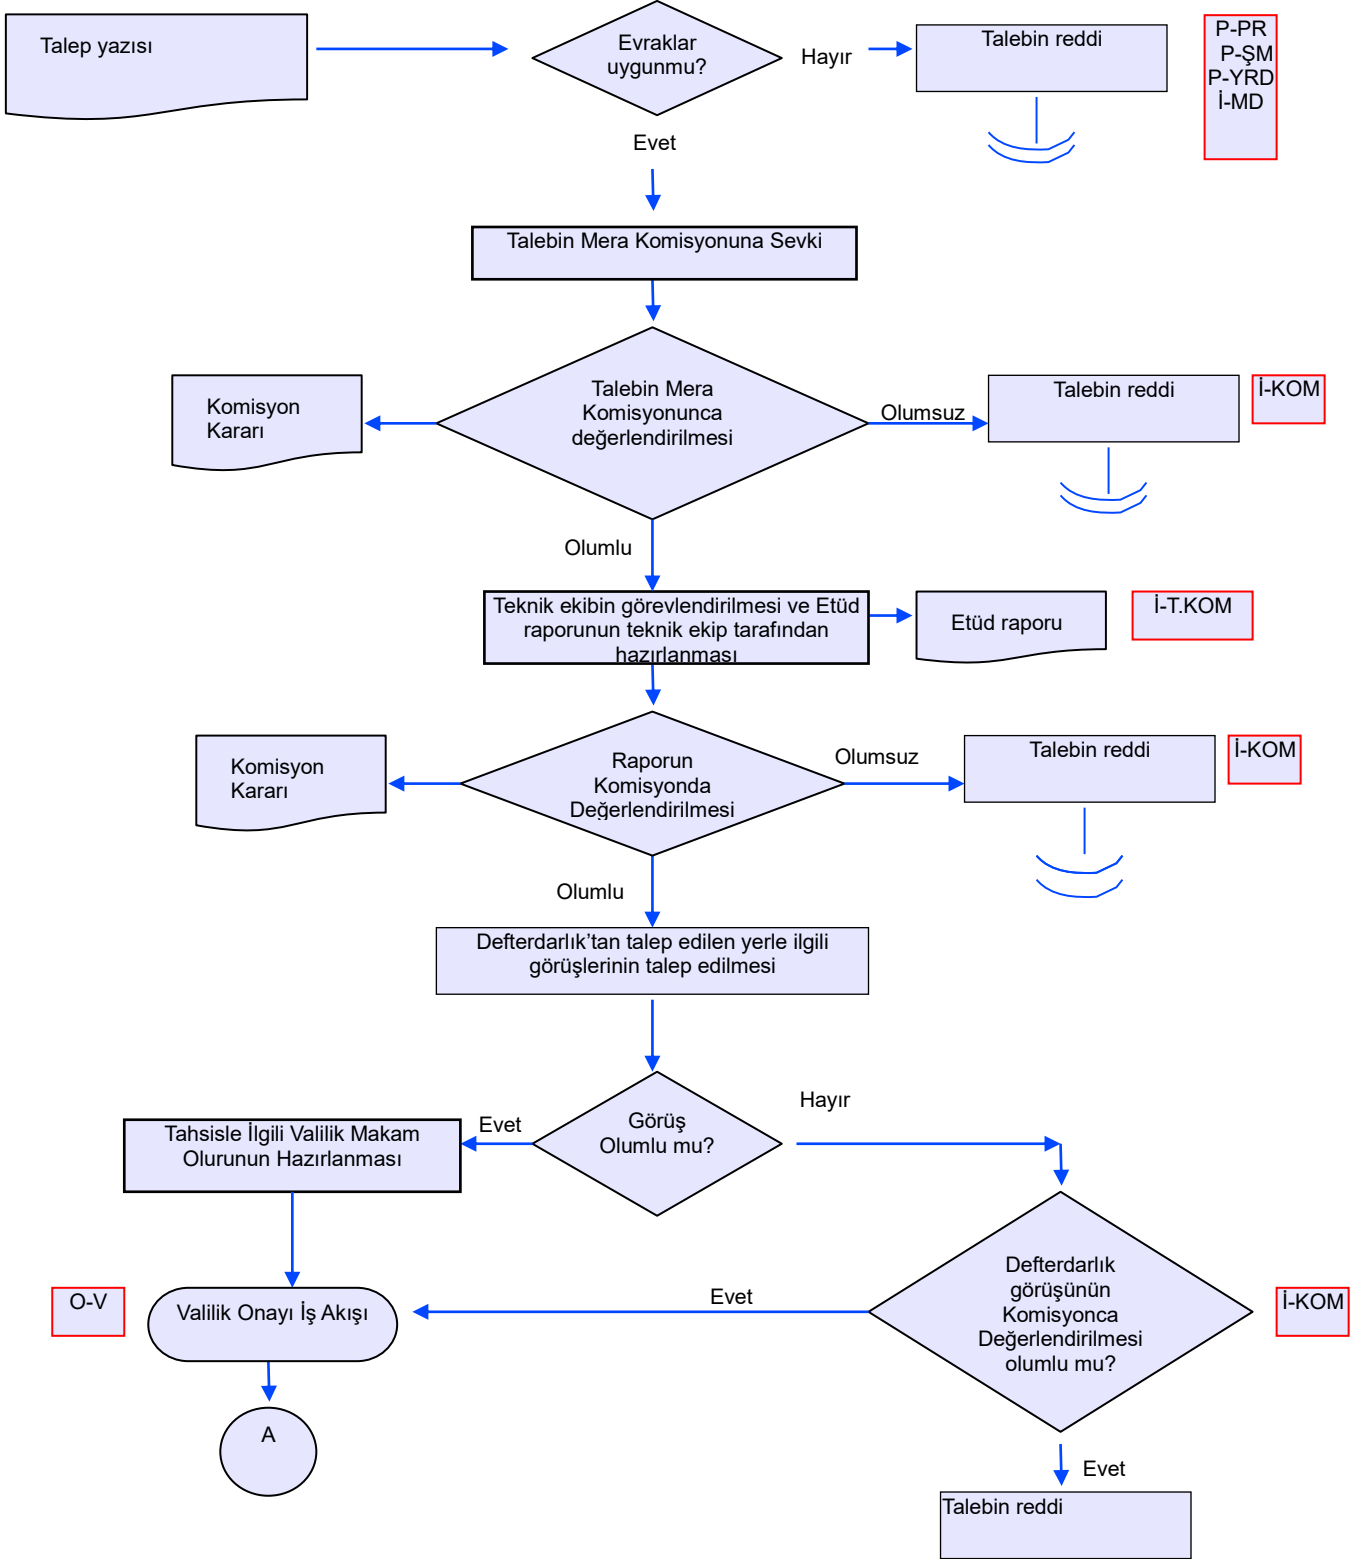 Talep yazısı
Evraklar
uygunmu?
Hayır
Talebin reddi
P-PR
P-ŞM
P-YRD
İ-MD
Evet
Talebin Mera Komisyonuna Sevki
Komisyon
Kararı
Talebin Mera
Komisyonunca
değerlendirilmesi
Olumsuz
Talebin reddi
İ-KOM
Olumlu
Teknik ekibin görevlendirilmesi ve Etüd
raporunun teknik ekip tarafından
hazırlanması
Etüd raporu
İ-T.KOM
Komisyon
Kararı
Raporun
Komisyonda
Değerlendirilmesi
Olumsuz
Talebin reddi
İ-KOM
Olumlu
Defterdarlık’tan talep edilen yerle ilgili
görüşlerinin talep edilmesi
Görüş
Olumlu mu?
Hayır
Evet
Tahsisle İlgili Valilik Makam
Olurunun Hazırlanması
O-V
Valilik Onayı İş Akışı
Evet
Defterdarlık
görüşünün
Komisyonca
Değerlendirilmesi
olumlu mu?
İ-KOM
A
Evet
Talebin reddi